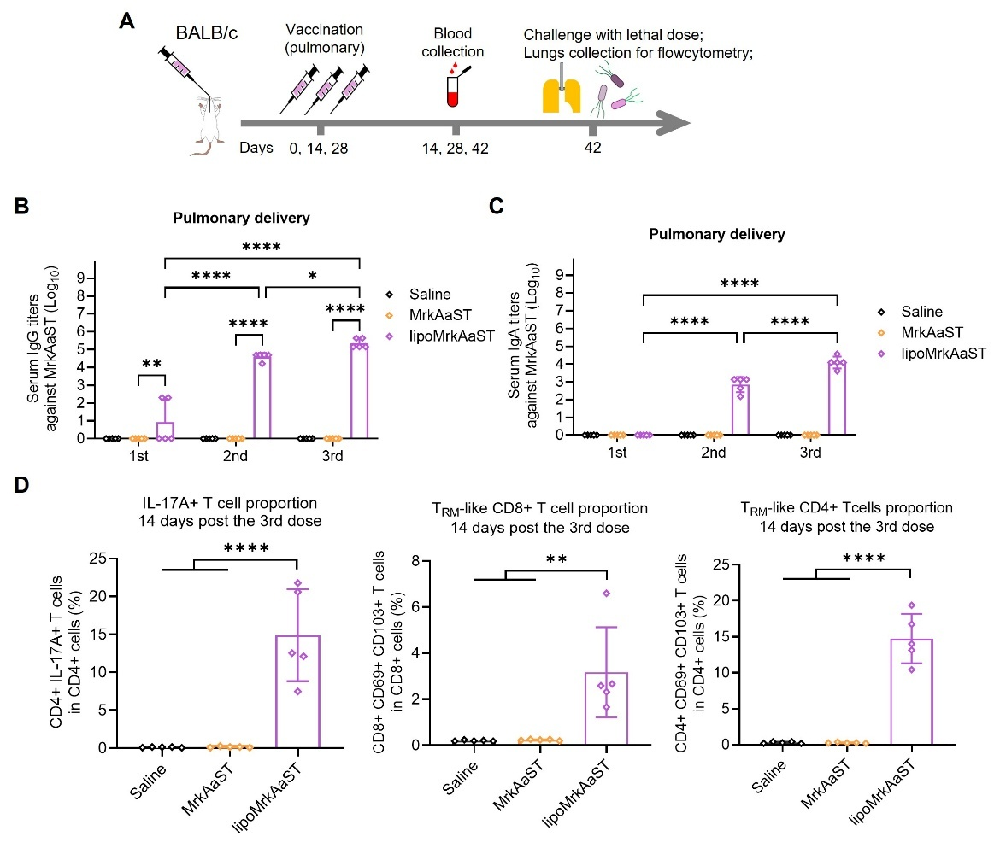 A
BALB/c
Vaccination
(pulmonary)
Blood
collection
Challenge with lethal dose;
Lungs collection for flowcytometry;
Days
0, 14, 28
14, 28, 42
42
B
Pulmonary delivery
Serum IgG titers
against MrkAaST (Log10)
9
8
7
6
5
4
3
2
1
0
**
****
****
****
*
****
1st
2nd
3rd
Saline
MrkAaST
lipoMrkAaST
C
Pulmonary delivery
Serum IgA titers
against MrkAaST (Log10)
9
8
7
6
5
4
3
2
1
0
****
****
****
1st
2nd
3rd
Saline
MrkAaST
lipoMrkAaST
D
IL-17A+ T cell proportion
14 days post the 3rd dose
CD4+ IL-17A+ T cells
in CD4+ cells (%)
25
20
15
10
5
0
****
Saline
MrkAaST
lipoMrkAaST
TRM-like CD8+ T cell proportion
14 days post the 3rd dose
CD8+ CD69+ CD103+ T cells
in CD8+ cells (%)
8
6
4
2
0
**
Saline
MrkAaST
lipoMrkAaST
TRM-like CD4+ Tcells proportion
14 days post the 3rd dose
CD4+ CD69+ CD103+ T cells
in CD4+ cells (%)
25
20
15
10
5
0
****
Saline
MrkAaST
lipoMrkAaST